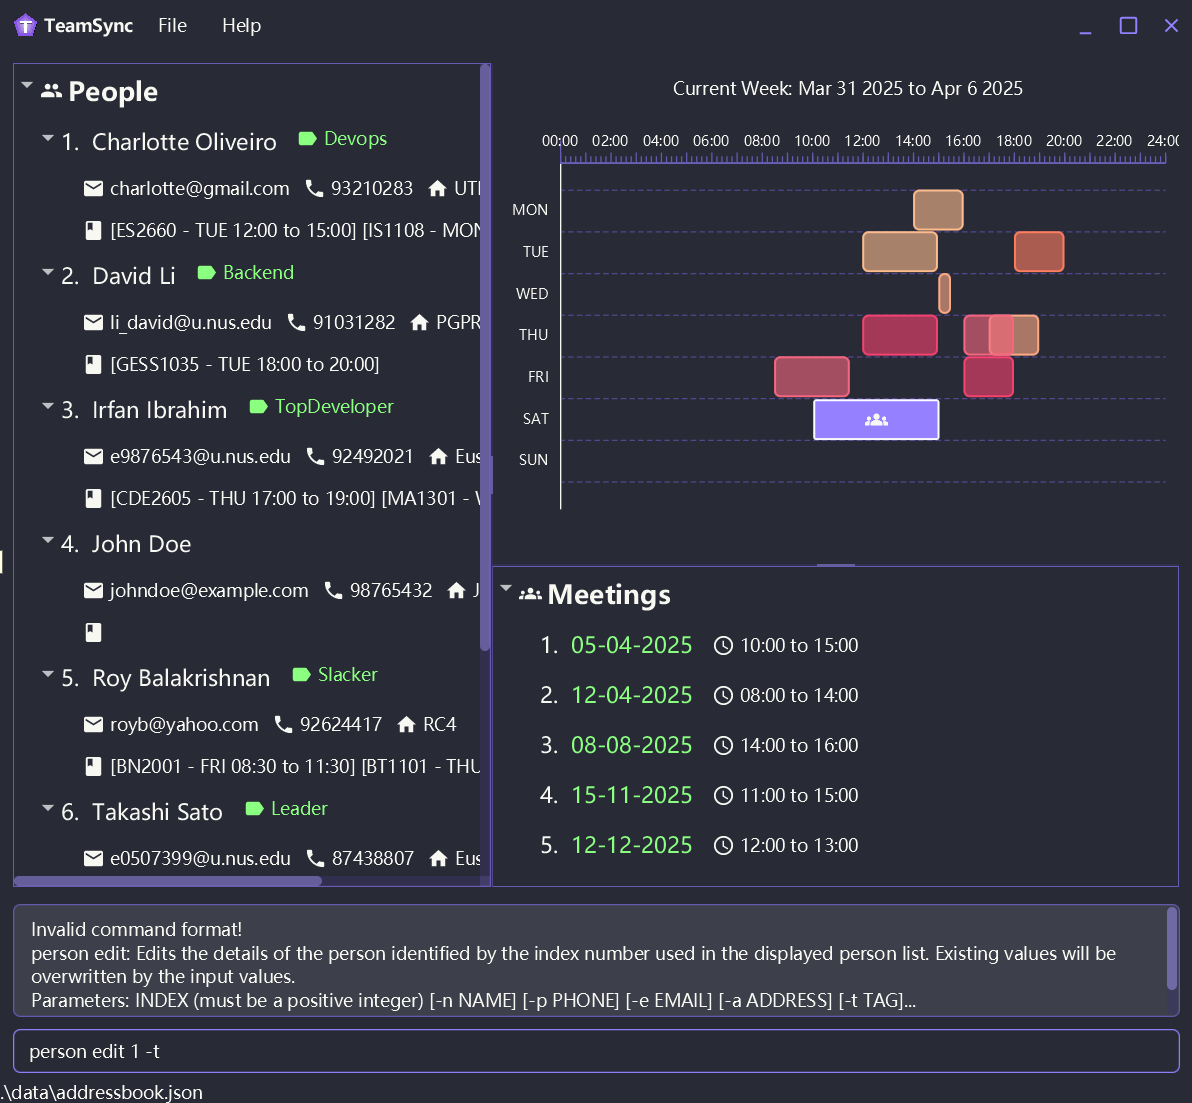 TeamSync File Help
People
1. Charlotte Oliveiro Devops
charlotte@gmail.com 93210283
[ES2660 - TUE 12:00 to 15:00] [IS1108 -
2. David Li Backend
li_david@u.nus.edu 91031282 PGPR
[GESS1035 - TUE 18:00 to 20:00]
3. Irfan Ibrahim TopDeveloper
e9876543@u.nus.edu 92492021 Eus
[CDE2605 - THU 17:00 to 19:00] [MA1301 -
4. John Doe
johndoe@example.com 98765432 J
5. Roy Balakrishnan Slacker
royb@yahoo.com 92624417 RC4
[BN2001 - FRI 08:30 to 11:30] [BT1101 - THU
6. Takashi Sato Leader
e0507399@u.nus.edu 87438807 Eus
Current Week: Mar 31 2025 to Apr 6 2025
00:00 02:00 04:00 06:00 08:00 10:00 12:00 14:00 16:00 18:00 20:00 22:00 24:0
MON
TUE
WED
THU
FRI
SAT
SUN
Meetings
1. 05-04-2025 10:00 to 15:00
2. 12-04-2025 08:00 to 14:00
3. 08-08-2025 14:00 to 16:00
4. 15-11-2025 11:00 to 15:00
5. 12-12-2025 12:00 to 13:00
Invalid command format!
person edit: Edits the details of the person identified by the index number used in the displayed person list. Existing values will be
overwritten by the input values.
Parameters: INDEX (must be a positive integer) [-n NAME] [-p PHONE] [-e EMAIL] [-a ADDRESS] [-t TAG]...
person edit 1 -t
.\data\addressbook.json